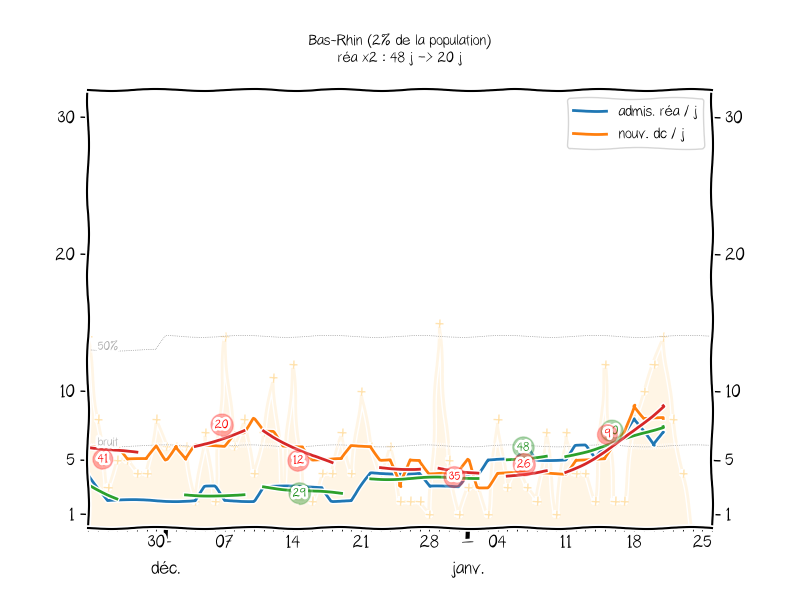 Bas-Rhin (2% de la population)
réa x2 : 48 j -> 20 j
admis. réa / j
nouv. dc / j
30 30
20 20
50%
10 10
bruit
5 5
1 1
41
20
12
29
35
48
26
9
30 07 14 21 28 04 11 18 25
déc. janv.